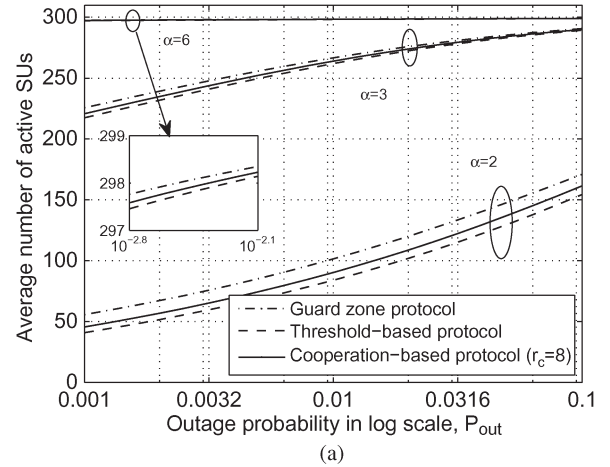 300
250
200
150
100
50
0
Average number of active SUs
α=6
α=3
α=2
299
298
297
10^-2.8
10^-2.1
Guard zone protocol
Threshold-based protocol
Cooperation-based protocol (r_c=8)
0.001
0.0032
0.01
0.0316
0.1
Outage probability in log scale, P_out
(a)